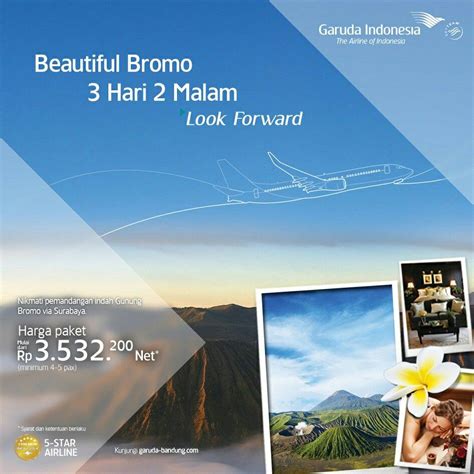 Garuda Indonesia
The Airline of Indonesia
Beautiful Bromo
3 Hari 2 Malam
Look Forward
Nikmati pemandangan indah Gunung
Bromo via Surabaya.
Harga paket
Mulai dari Rp 3.532.200 Net*
(minimum 4-5 pax)
* Syarat dan ketentuan berlaku
5-STAR
AIRLINE
Kunjungi garuda-bandung.com